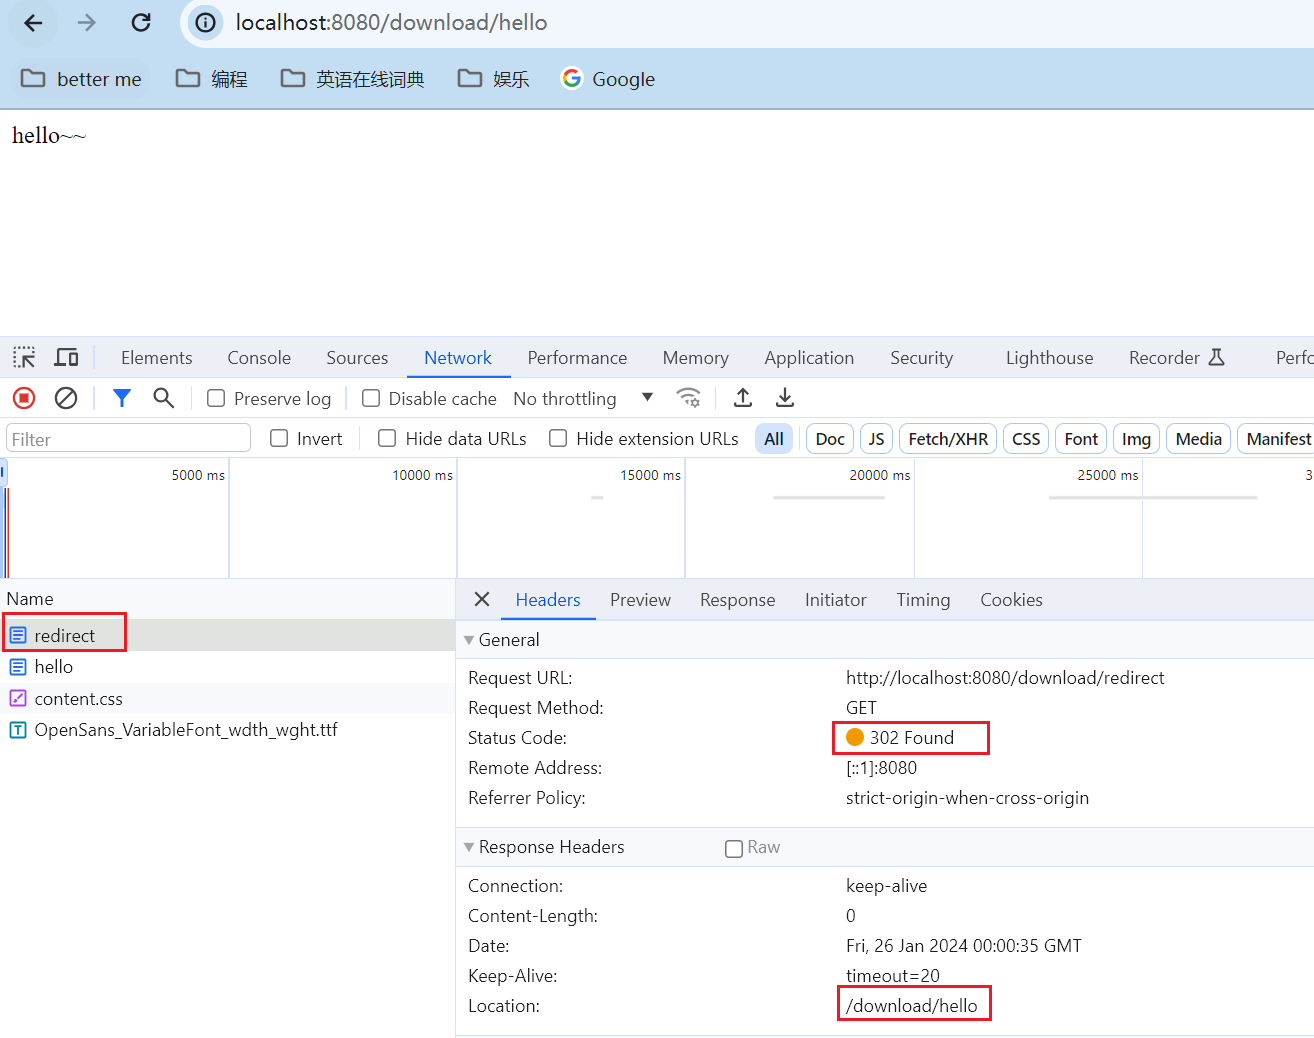 localhost:8080/download/hello
better me 编程 英语在线词典 娱乐 Google
hello~~
Elements Console Sources Network Performance Memory Application Security Lighthouse Recorder Perfo
Preserve log Disable cache No throttling
Filter Invert Hide data URLs Hide extension URLs All Doc JS Fetch/XHR CSS Font Img Media Manifest
5000 ms 10000 ms 15000 ms 20000 ms 25000 ms 3
Name
redirect
hello
content.css
OpenSans_VariableFont_wdth_wght.ttf
Headers Preview Response Initiator Timing Cookies
General
Request URL: http://localhost:8080/download/redirect
Request Method: GET
Status Code: 302 Found
Remote Address: [::1]:8080
Referrer Policy: strict-origin-when-cross-origin
Response Headers Raw
Connection: keep-alive
Content-Length: 0
Date: Fri, 26 Jan 2024 00:00:35 GMT
Keep-Alive: timeout=20
Location: /download/hello